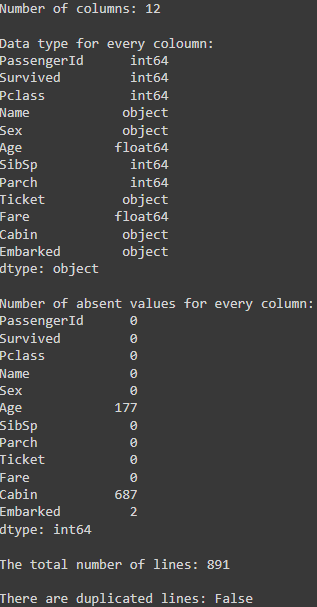 Number of columns: 12

Data type for every coloumn:
PassengerId      int64
Survived         int64
Pclass           int64
Name            object
Sex             object
Age            float64
SibSp            int64
Parch            int64
Ticket          object
Fare           float64
Cabin           object
Embarked        object
dtype: object

Number of absent values for every column:
PassengerId      0
Survived         0
Pclass           0
Name             0
Sex              0
Age            177
SibSp            0
Parch            0
Ticket           0
Fare             0
Cabin          687
Embarked         2
dtype: int64

The total number of lines: 891

There are duplicated lines: False